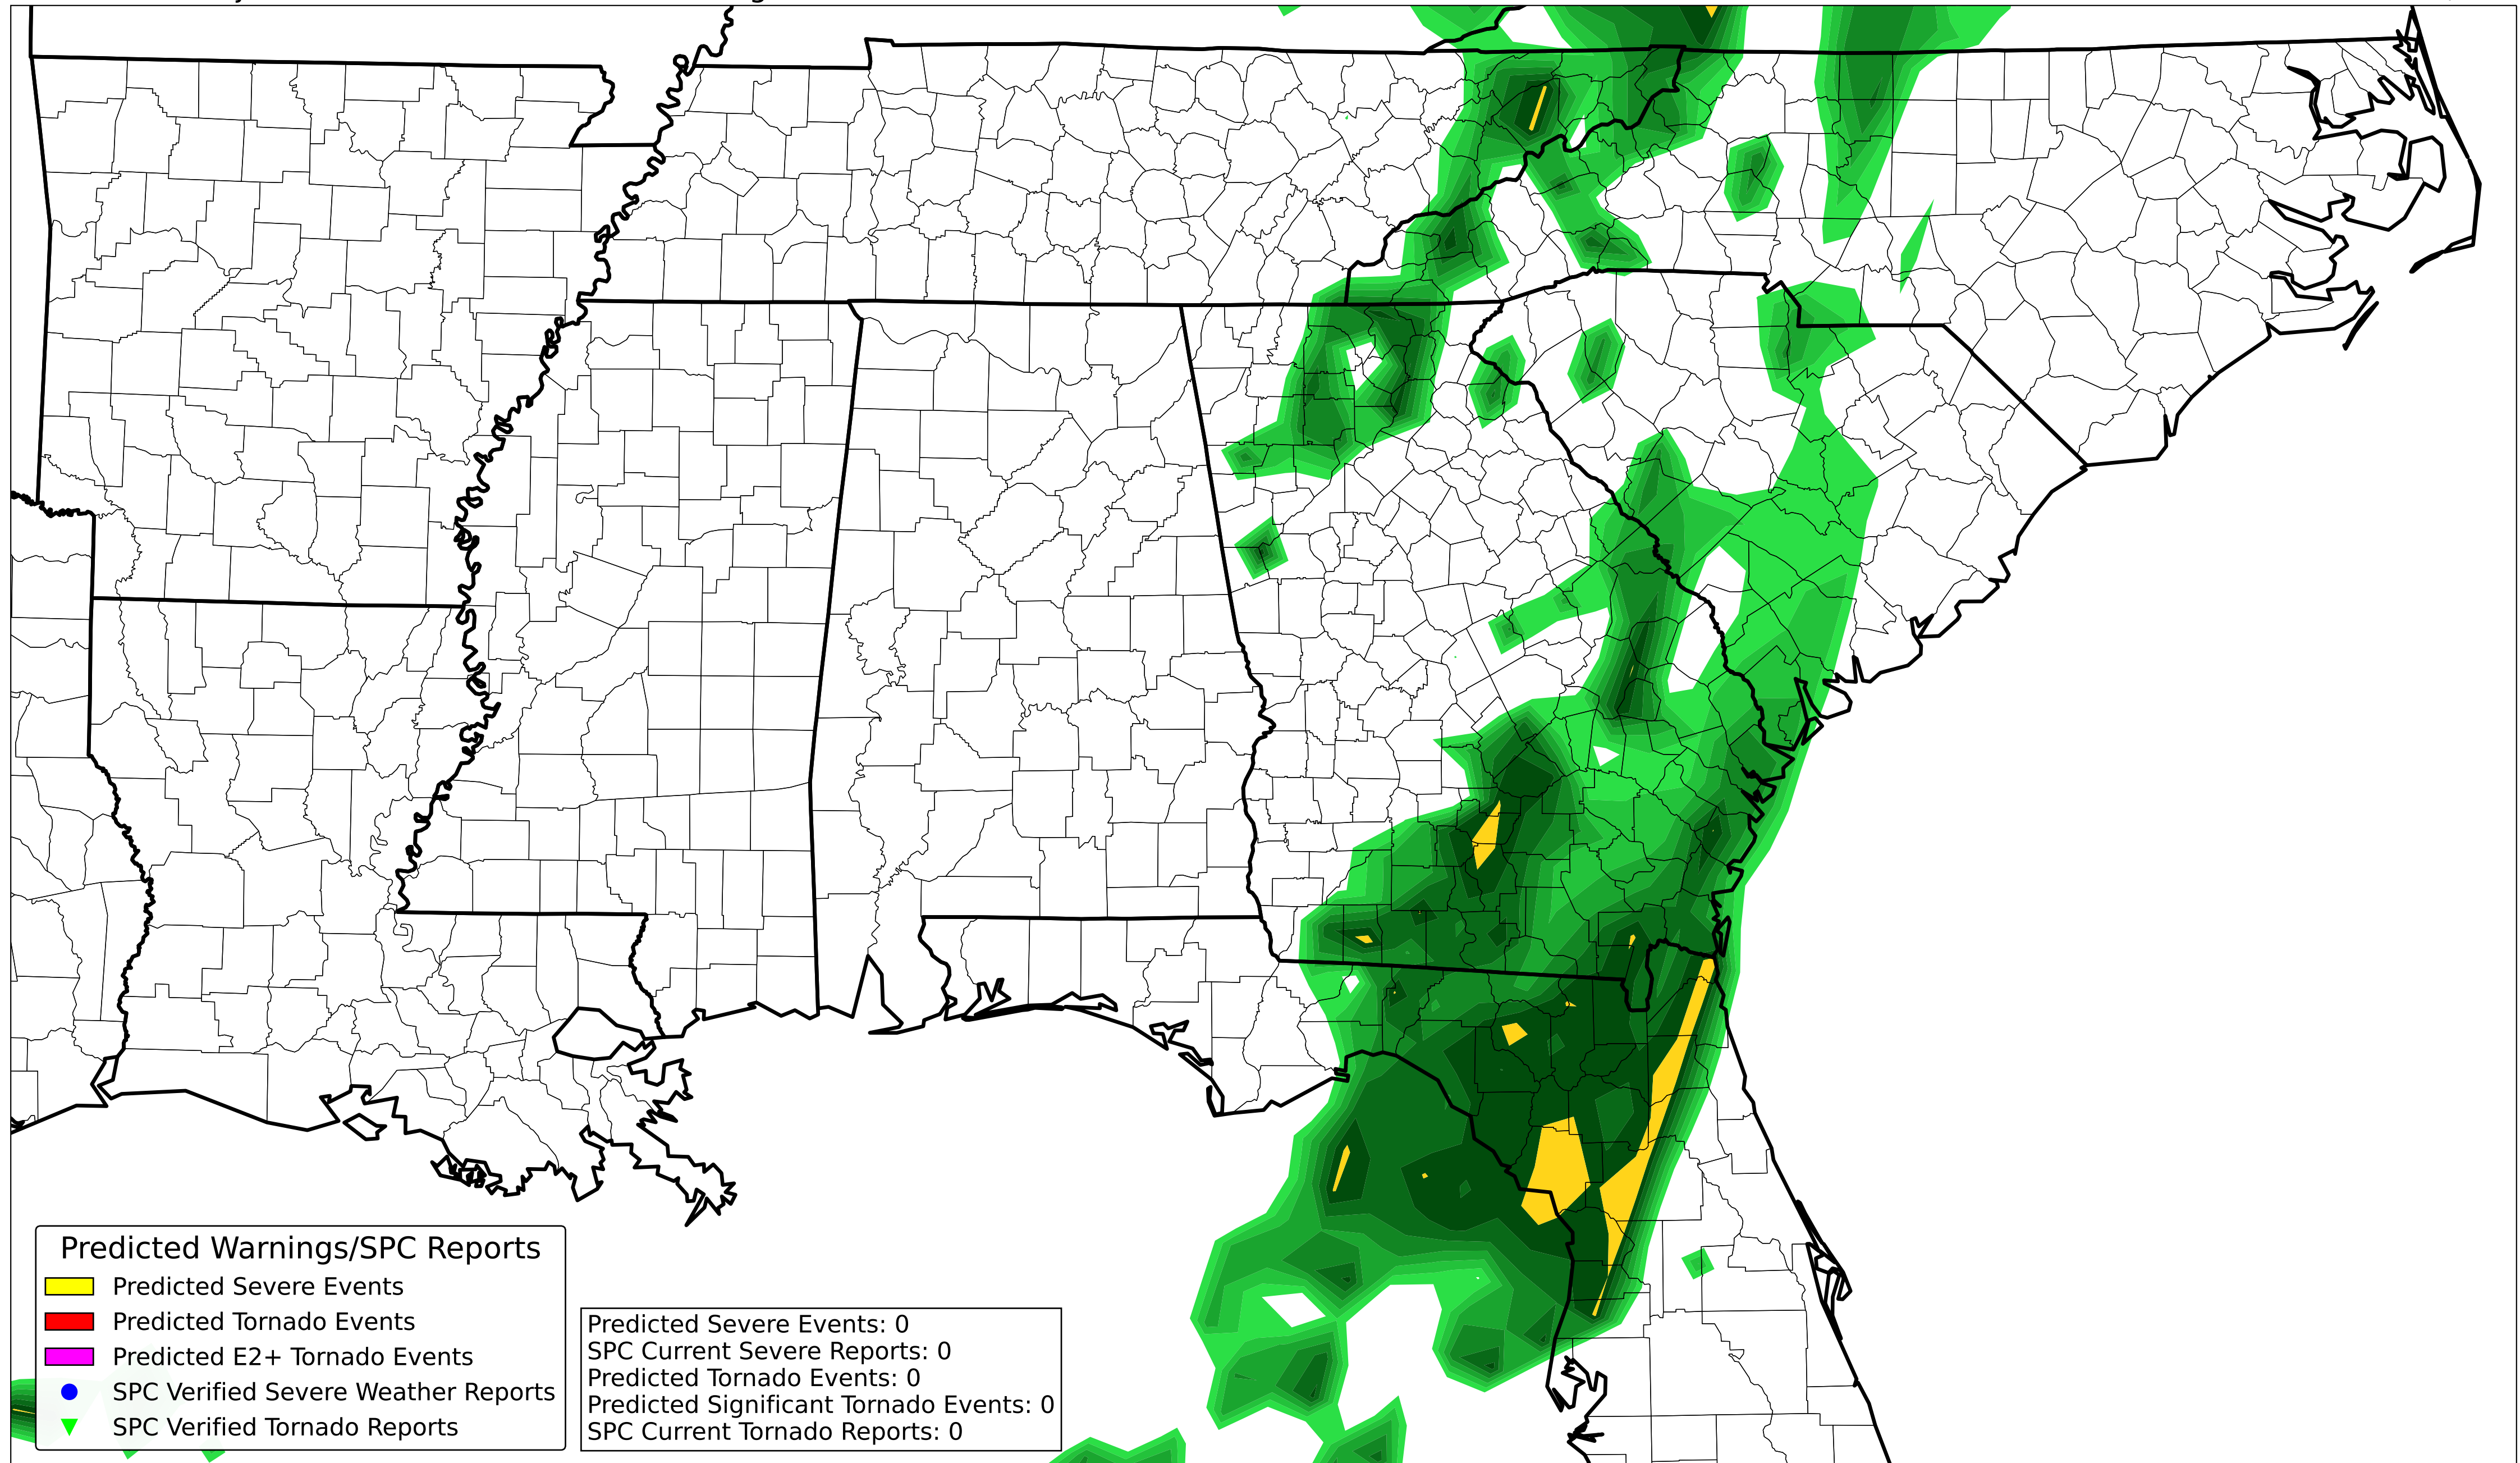 Predicted Warnings/SPC Reports
Predicted Severe Events
Predicted Tornado Events
Predicted E2+ Tornado Events
SPC Verified Severe Weather Reports
SPC Verified Tornado Reports
Predicted Severe Events: 0
SPC Current Severe Reports: 0
Predicted Tornado Events: 0
Predicted Significant Tornado Events: 0
SPC Current Tornado Reports: 0